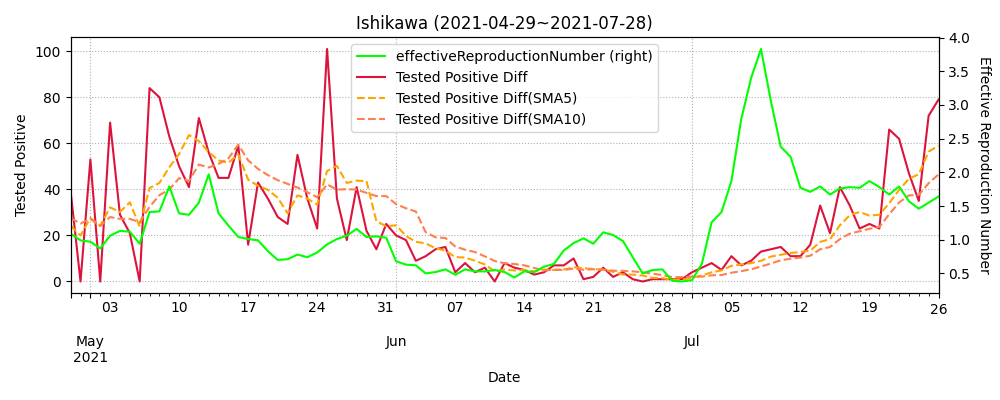 Ishikawa (2021-04-29~2021-07-28)
effectiveReproductionNumber (right)
Tested Positive Diff
Tested Positive Diff(SMA5)
Tested Positive Diff(SMA10)
Tested Positive
100
80
60
40
20
0
4.0
3.5
3.0
2.5
2.0
1.5
1.0
0.5
Effective Reproduction Number
03 10 17 24 31 07 14 21 28 05 12 19 26
May Jun Jul
2021
Date